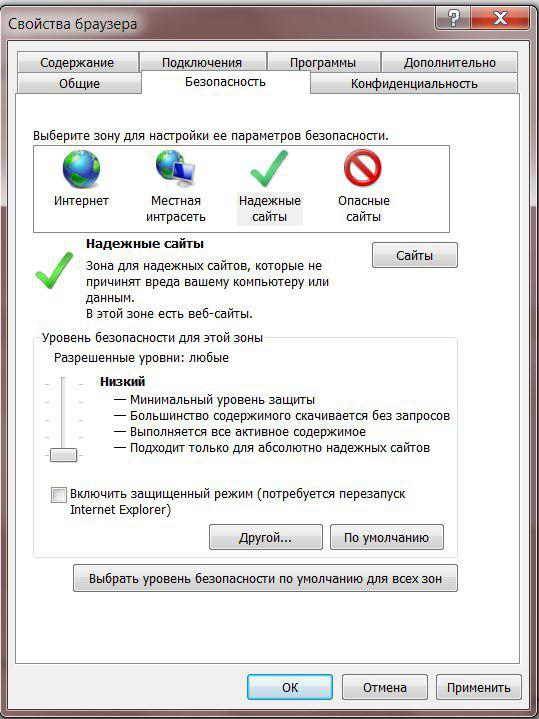 Свойства браузера
?
Содержание
Подключения
Программы
Дополнительно
Общие
Безопасность
Конфиденциальность
Выберите зону для настройки ее параметров безопасности.
Интернет
Местная
интрасеть
Надежные
сайты
Опасные
сайты
Надежные сайты
Сайты
Зона для надежных сайтов, которые не
причинят вреда вашему компьютеру или
данным.
В этой зоне есть веб-сайты.
Уровень безопасности для этой зоны
Разрешенные уровни: любые
Низкий
— Минимальный уровень защиты
— Большинство содержимого скачивается без запросов
— Выполняется все активное содержимое
— Подходит только для абсолютно надежных сайтов
Включить защищенный режим (потребуется перезапуск
Internet Explorer)
Другой...
По умолчанию
Выбрать уровень безопасности по умолчанию для всех зон
ОК
Отмена
Применить